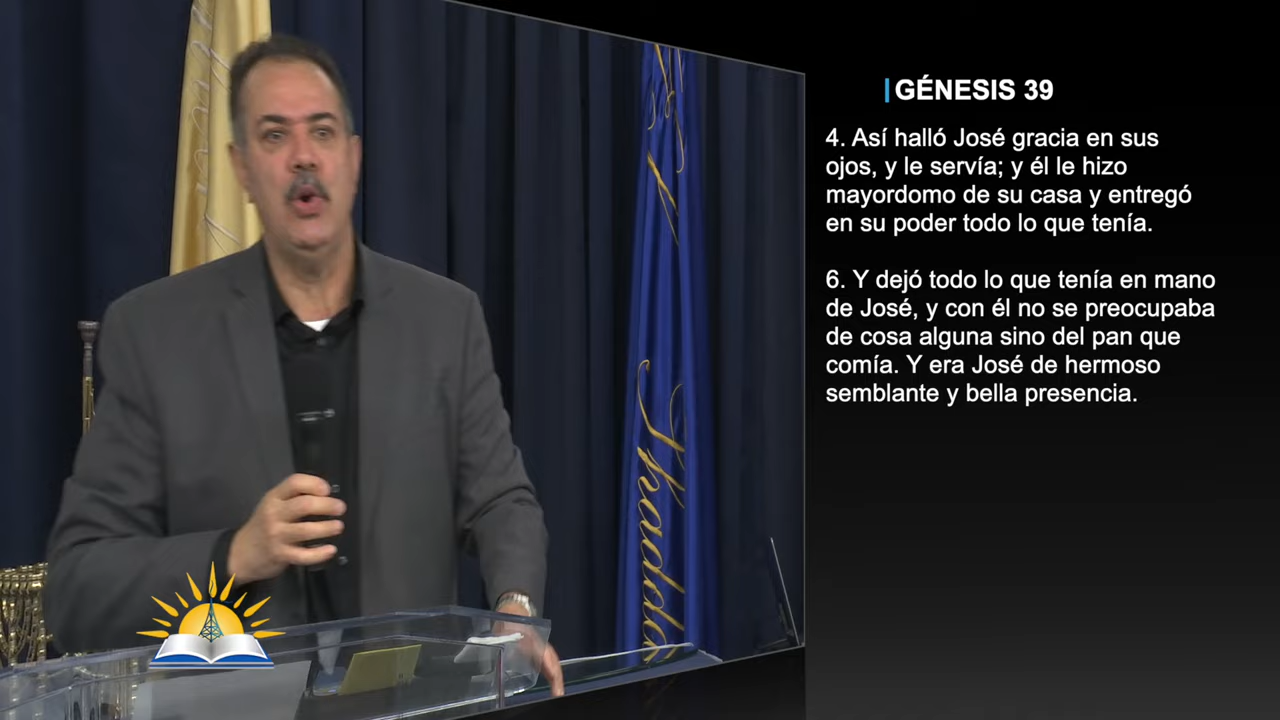 GÉNESIS 39
4. Así halló José gracia en sus
ojos, y le servía; y él le hizo
mayordomo de su casa y entregó
en su poder todo lo que tenía.
6. Y dejó todo lo que tenía en mano
de José, y con él no se preocupaba
de cosa alguna sino del pan que
comía. Y era José de hermoso
semblante y bella presencia.